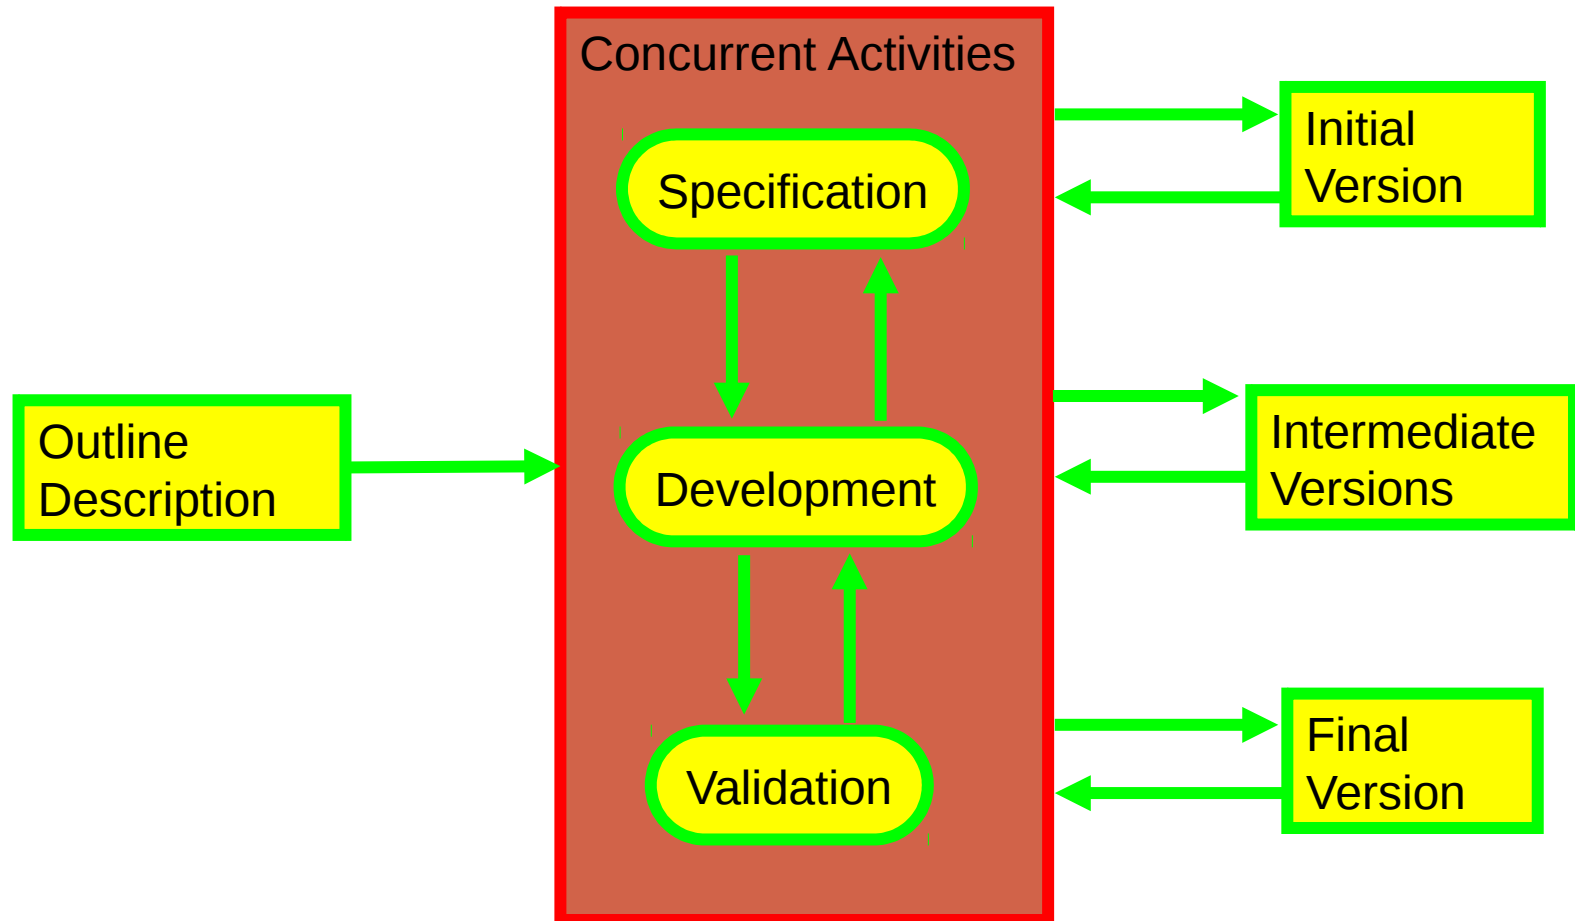 Concurrent Activities
Specification
Development
Validation
Outline
Description
Initial
Version
Intermediate
Versions
Final
Version